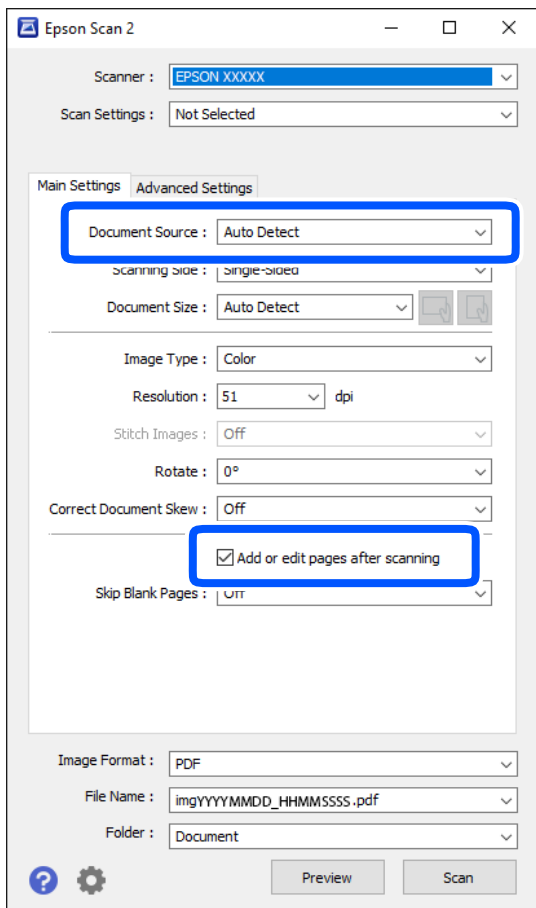 Epson Scan 2
Scanner : EPSON XXXXX
Scan Settings : Not Selected
Main Settings Advanced Settings
Document Source : Auto Detect
Scanning Side : Single-Sided
Document Size : Auto Detect
Image Type : Color
Resolution : 51 dpi
Stitch Images : Off
Rotate : 0°
Correct Document Skew : Off
Add or edit pages after scanning
Skip Blank Pages : Off
Image Format : PDF
File Name : imgYYYYMMDD_HHMMSSSS.pdf
Folder : Document
? Preview Scan